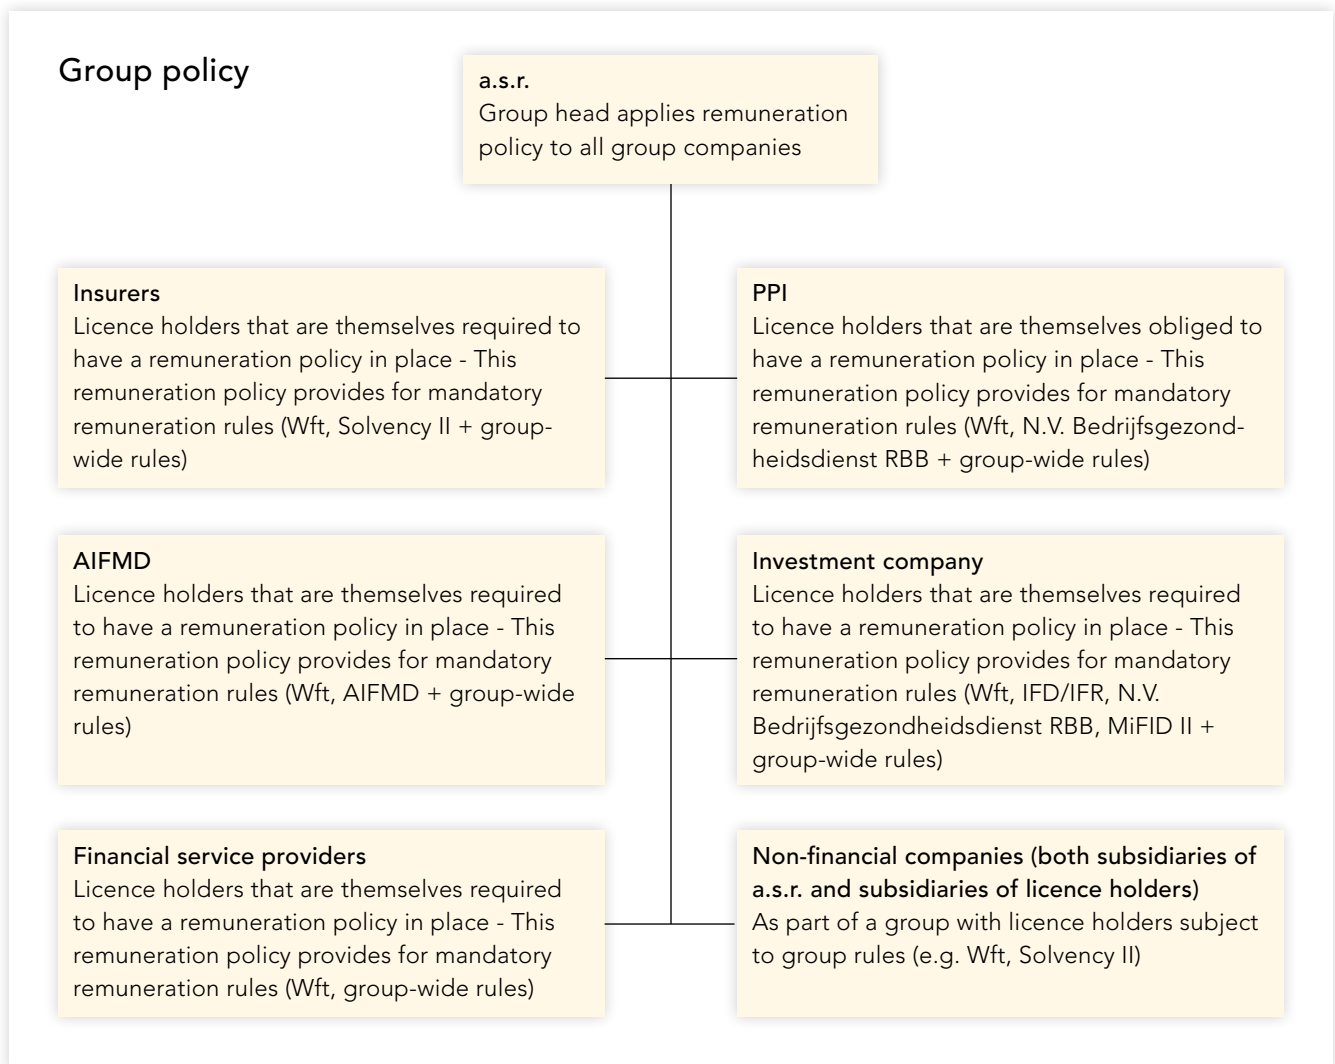 Group policy
a.s.r.
Group head applies remuneration
policy to all group companies
Insurers
Licence holders that are themselves required to
have a remuneration policy in place - This
remuneration policy provides for mandatory
remuneration rules (Wft, Solvency II + group-
wide rules)
PPI
Licence holders that are themselves obliged to
have a remuneration policy in place - This
remuneration policy provides for mandatory
remuneration rules (Wft, N.V. Bedrijfsgezond-
heidsdienst RBB + group-wide rules)
AIFMD
Licence holders that are themselves required
to have a remuneration policy in place - This
remuneration policy provides for mandatory
remuneration rules (Wft, AIFMD + group-wide
rules)
Investment company
Licence holders that are themselves required
to have a remuneration policy in place - This
remuneration policy provides for mandatory
remuneration rules (Wft, IFD/IFR, N.V.
Bedrijfsgezondheidsdienst RBB, MiFID II +
group-wide rules)
Financial service providers
Licence holders that are themselves required
to have a remuneration policy in place - This
remuneration policy provides for mandatory
remuneration rules (Wft, group-wide rules)
Non-financial companies (both subsidiaries of
a.s.r. and subsidiaries of licence holders)
As part of a group with licence holders subject
to group rules (e.g. Wft, Solvency II)